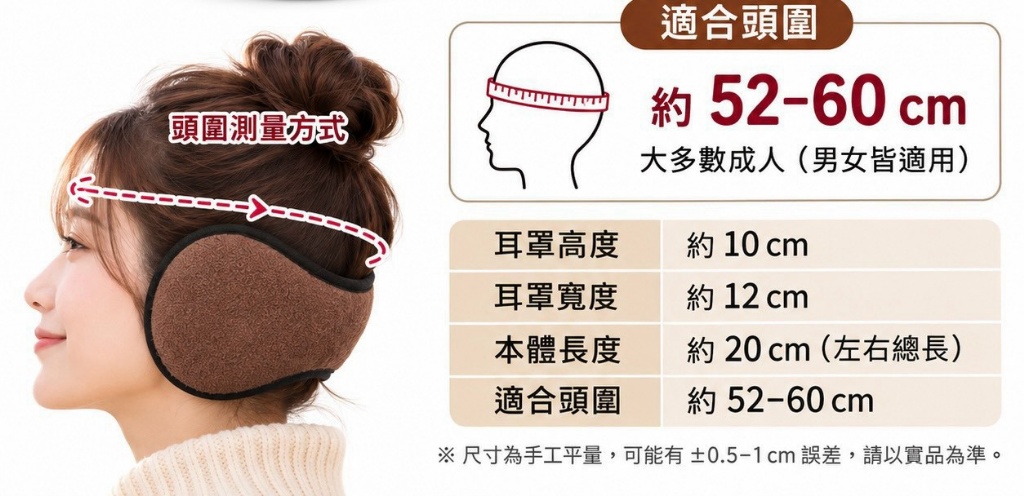 適合頭圍
頭圍測量方式
約 52-60 cm
大多數成人（男女皆適用）
耳罩高度 約 10 cm
耳罩寬度 約 12 cm
本體長度 約 20 cm（左右總長）
適合頭圍 約 52-60 cm
※ 尺寸為手工平量，可能有 ±0.5-1 cm 誤差，請以實品為準。